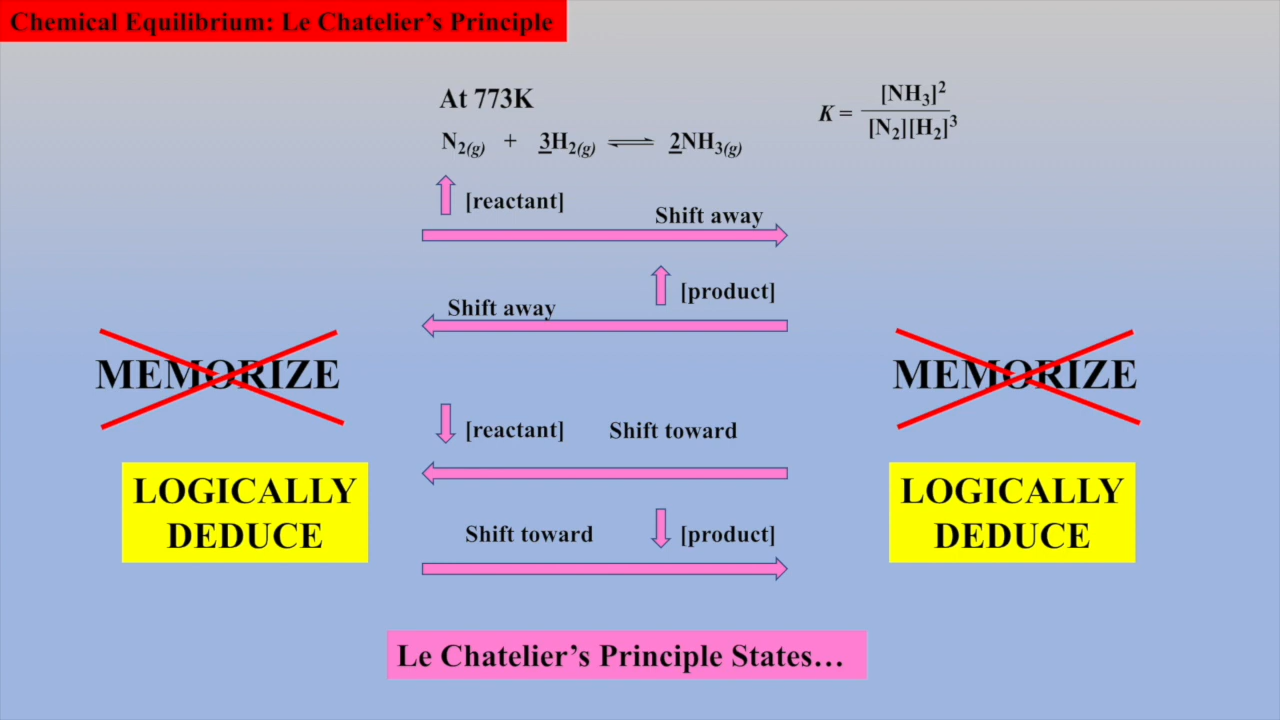 Chemical Equilibrium: Le Chatelier’s Principle
At 773K
N₂(g) + 3H₂(g) ⇌ 2NH₃(g)
K = [NH₃]² / [N₂][H₂]³
[reactant]
Shift away
[product]
Shift away
MEMORIZE
MEMORIZE
[reactant] Shift toward
LOGICALLY
DEDUCE
LOGICALLY
DEDUCE
Shift toward [product]
Le Chatelier’s Principle States…